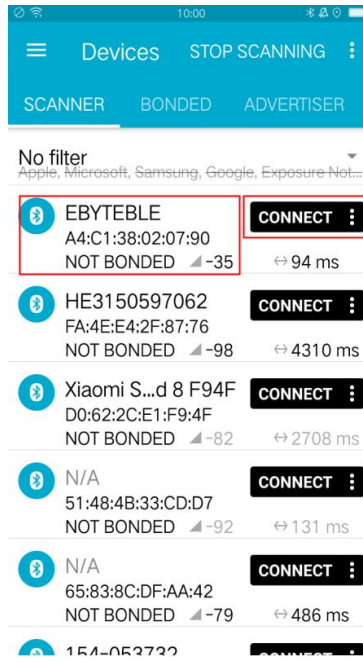 10:00
Devices STOP SCANNING
SCANNER BONDED ADVERTISER
No filter
Apple, Microsoft, Samsung, Google, Exposure Not...
EBYTEBLE CONNECT
A4:C1:38:02:07:90
NOT BONDED -35 94 ms
HE3150597062 CONNECT
FA:4E:E4:2F:87:76
NOT BONDED -98 4310 ms
Xiaomi S...d 8 F94F CONNECT
D0:62:2C:E1:F9:4F
NOT BONDED -82 2708 ms
N/A CONNECT
51:48:4B:33:CD:D7
NOT BONDED -92 131 ms
N/A CONNECT
65:83:8C:DF:AA:42
NOT BONDED -79 486 ms
154-053732 CONNECT